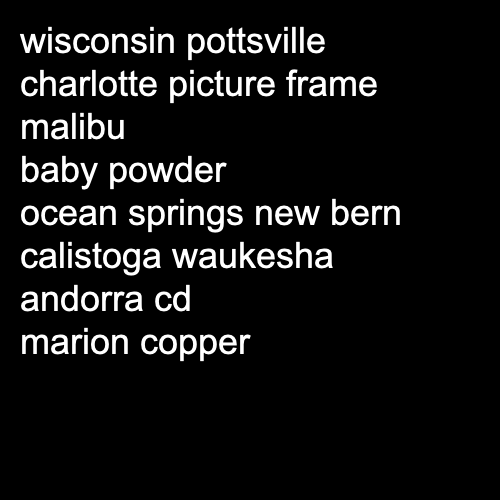 wisconsin pottsville
charlotte picture frame
malibu
baby powder
ocean springs new bern
calistoga waukesha
andorra cd
marion copper